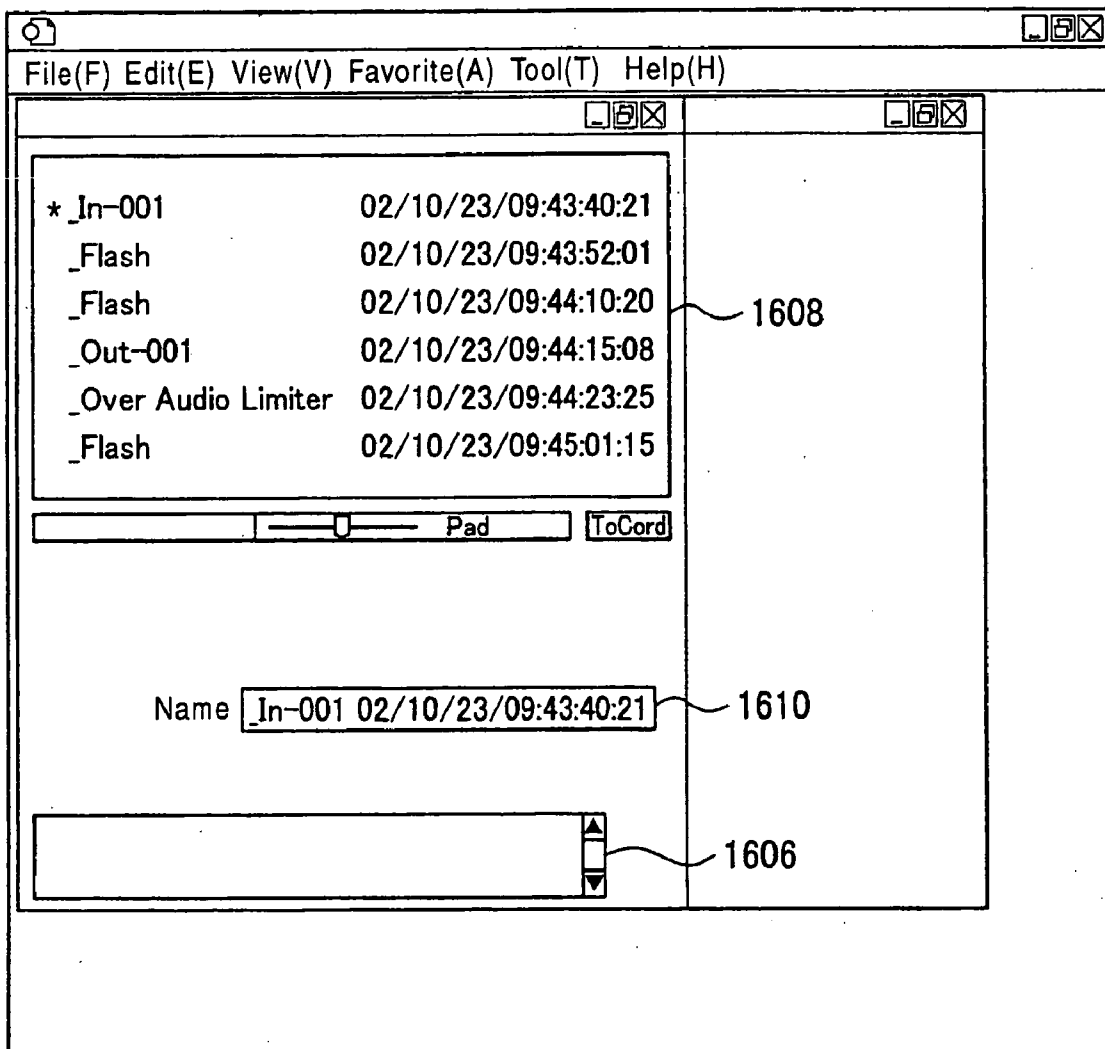 File(F) Edit(E) View(V) Favorite(A) Tool(T) Help(H)
* _In-001 02/10/23/09:43:40:21
_Flash 02/10/23/09:43:52:01
_Flash 02/10/23/09:44:10:20
1608
_Out-001 02/10/23/09:44:15:08
_Over Audio Limiter 02/10/23/09:44:23:25
_Flash 02/10/23/09:45:01:15
Pad ToCord
Name _In-001 02/10/23/09:43:40:21 1610
1606